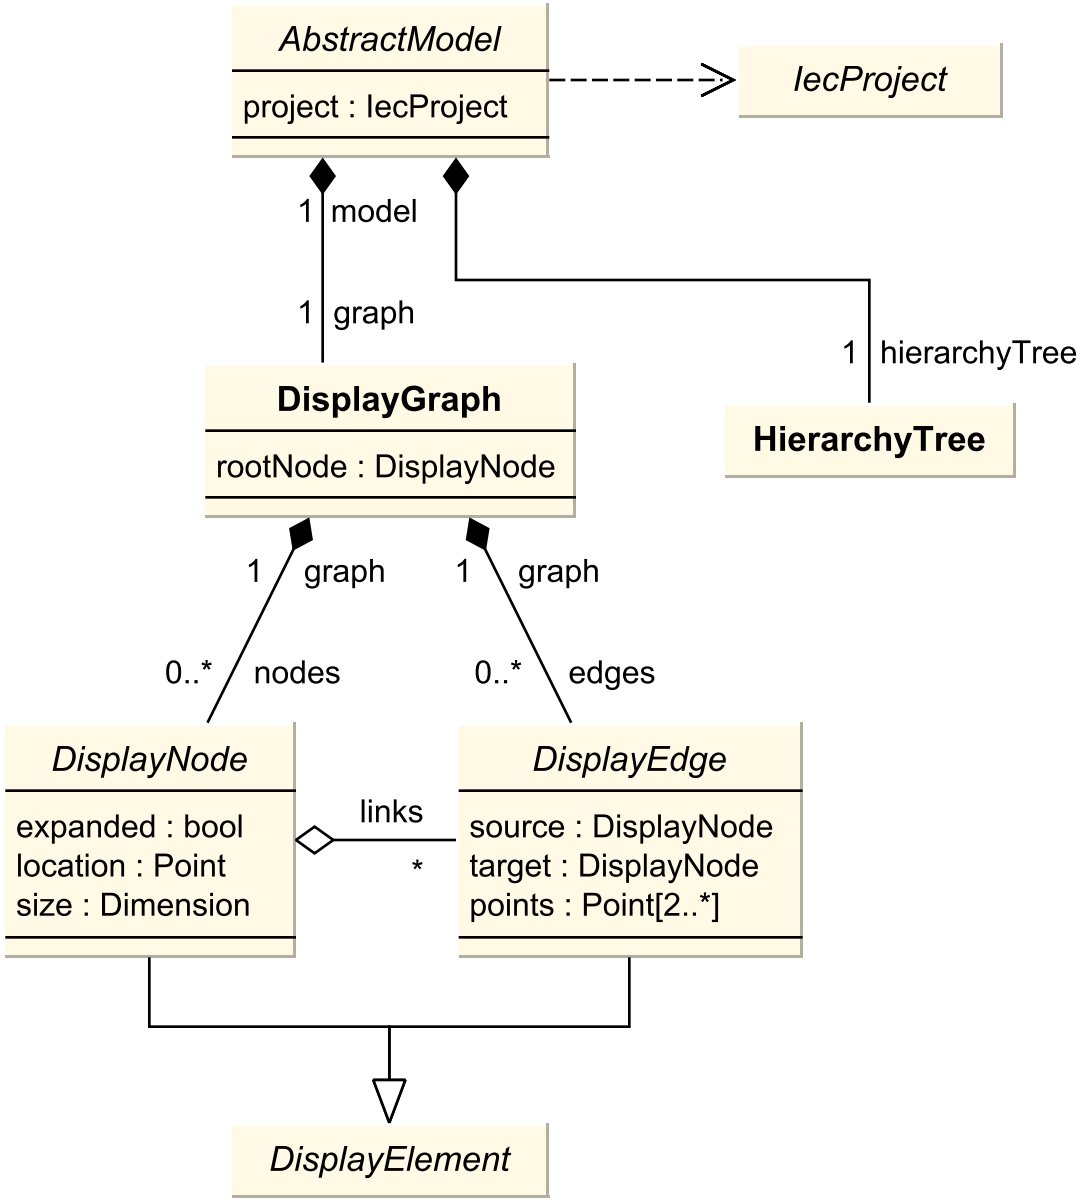 AbstractModel
project : IecProject
IecProject
1 model
1 graph
1 hierarchyTree
DisplayGraph
rootNode : DisplayNode
HierarchyTree
1 graph
1 graph
0..* nodes
0..* edges
DisplayNode
expanded : bool
location : Point
size : Dimension
links
*
DisplayEdge
source : DisplayNode
target : DisplayNode
points : Point[2..*]
DisplayElement